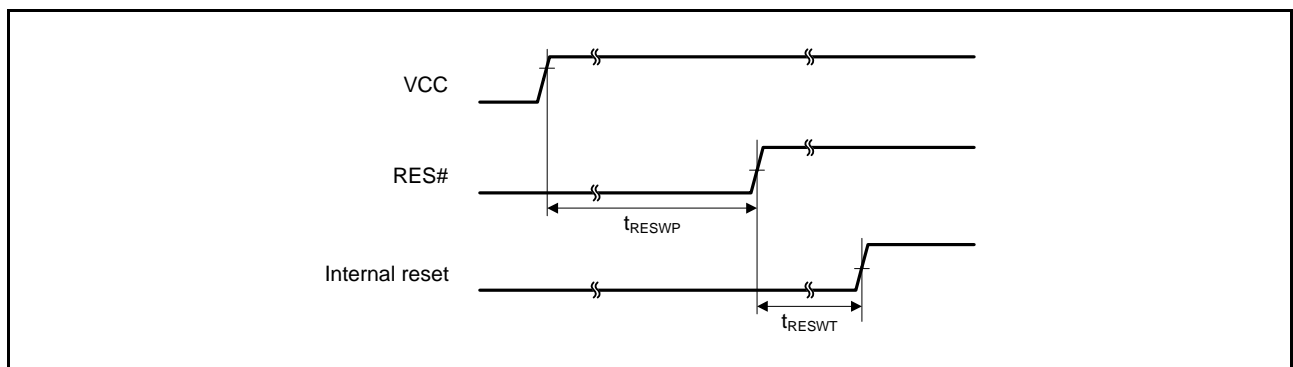 VCC
RES#
tRESWP
Internal reset
tRESWT